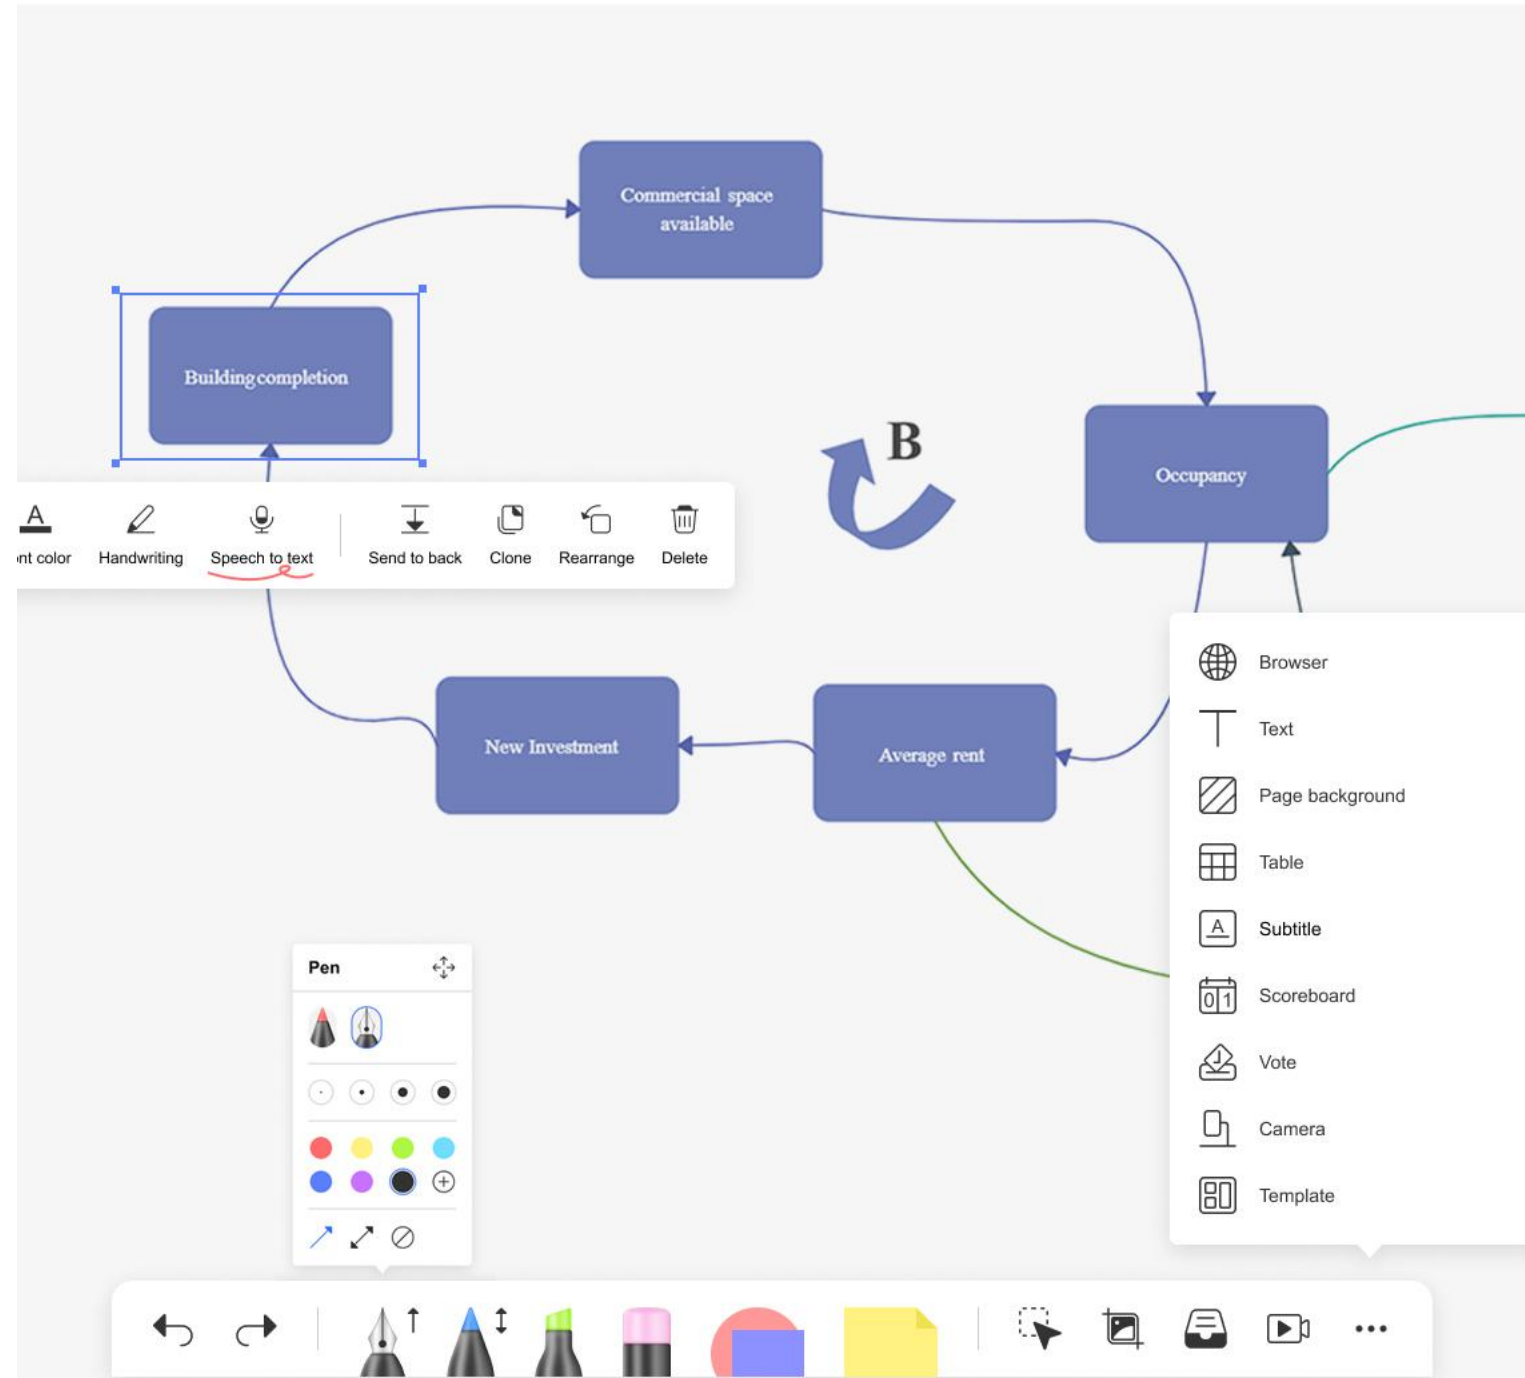 Commercial space
available
Building completion
B
Occupancy
nt color
Handwriting
Speech to text
Send to back
Clone
Rearrange
Delete
New Investment
Average rent
Browser
Text
Page background
Table
A
Subtitle
01
Scoreboard
Vote
Camera
Template
Pen